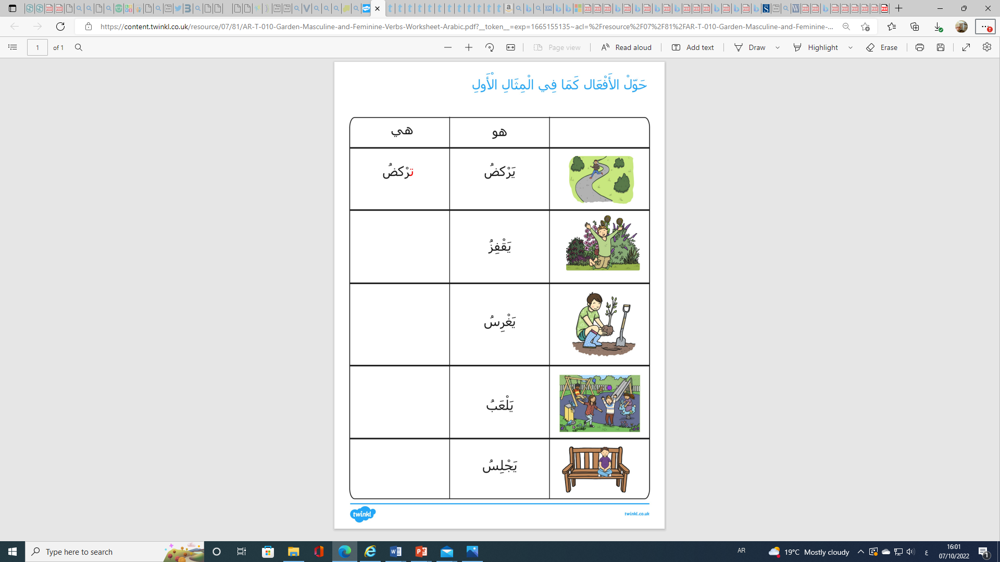 https://content.twinkl.co.uk/resource/07/81/AR-T-010-Garden-Masculine-and-Feminine-Verbs-Worksheet-Arabic.pdf?__token__=exp=1665155135~acl=%2Fresource%2F07%2F81%2FAR-T-010-Garden-Masculine-and-Feminine-...
1 of 1 Page view Read aloud Add text Draw Highlight Erase
حَوّلْ الأَفْعَال كَمَا فِي الْمِثَالِ الْأَولِ
هو هي
يَرْكضُ ترْكضُ
يَقْفِزُ
يَغْرِسُ
يَلْعَبُ
يَجْلِسُ
twinkl twinkl.co.uk
Type here to search AR 19°C Mostly cloudy ع 16:01
07/10/2022 1